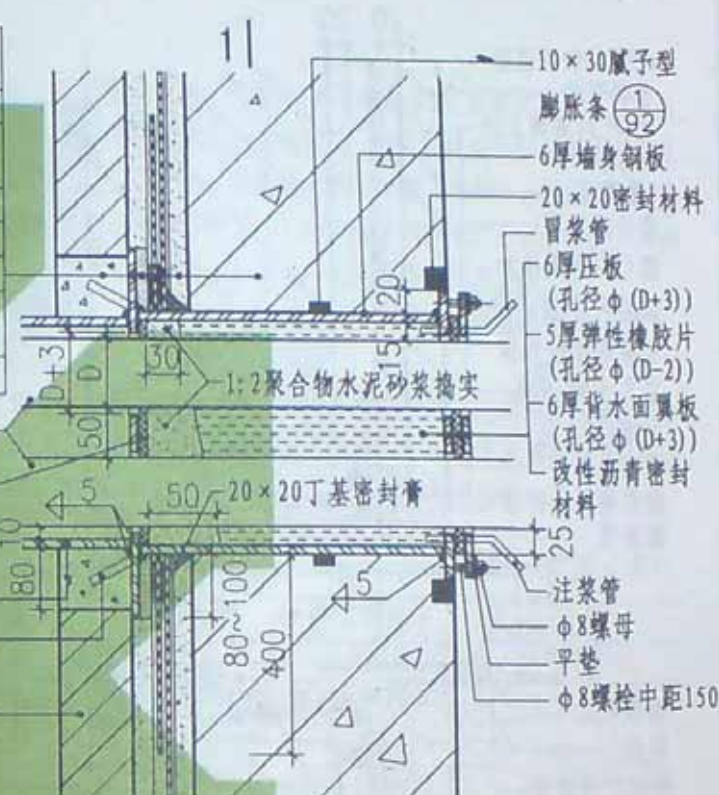 1
10×30腻子型
膨胀条 1/92
6厚墙身钢板
20×20密封材料
冒浆管
6厚压板
(孔径φ(D+3))
5厚弹性橡胶片
(孔径φ(D-2))
6厚背水面翼板
(孔径φ(D+3))
改性沥青密封
材料
20
15
30
D+3
D
50
1:2聚合物水泥砂浆捣实
5
50
20×20丁基密封膏
25
80
80~100
400
5
注浆管
φ8螺母
平垫
φ8螺栓中距150